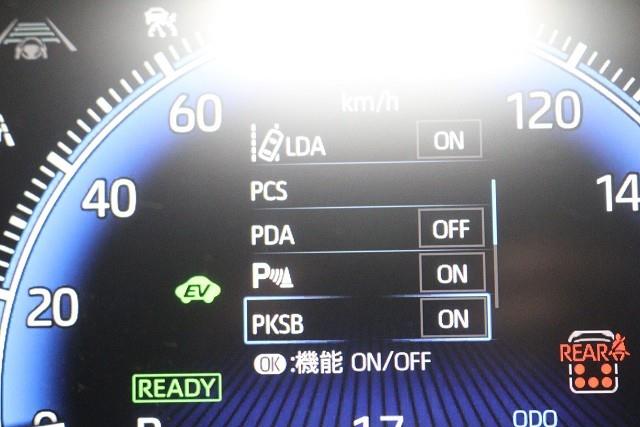 km/h
60
120
LDA ON
40
PCS
14
PDA OFF
EV
P ON
20
PKSB ON
REAR
OK:機能 ON/OFF
READY
17
ODO